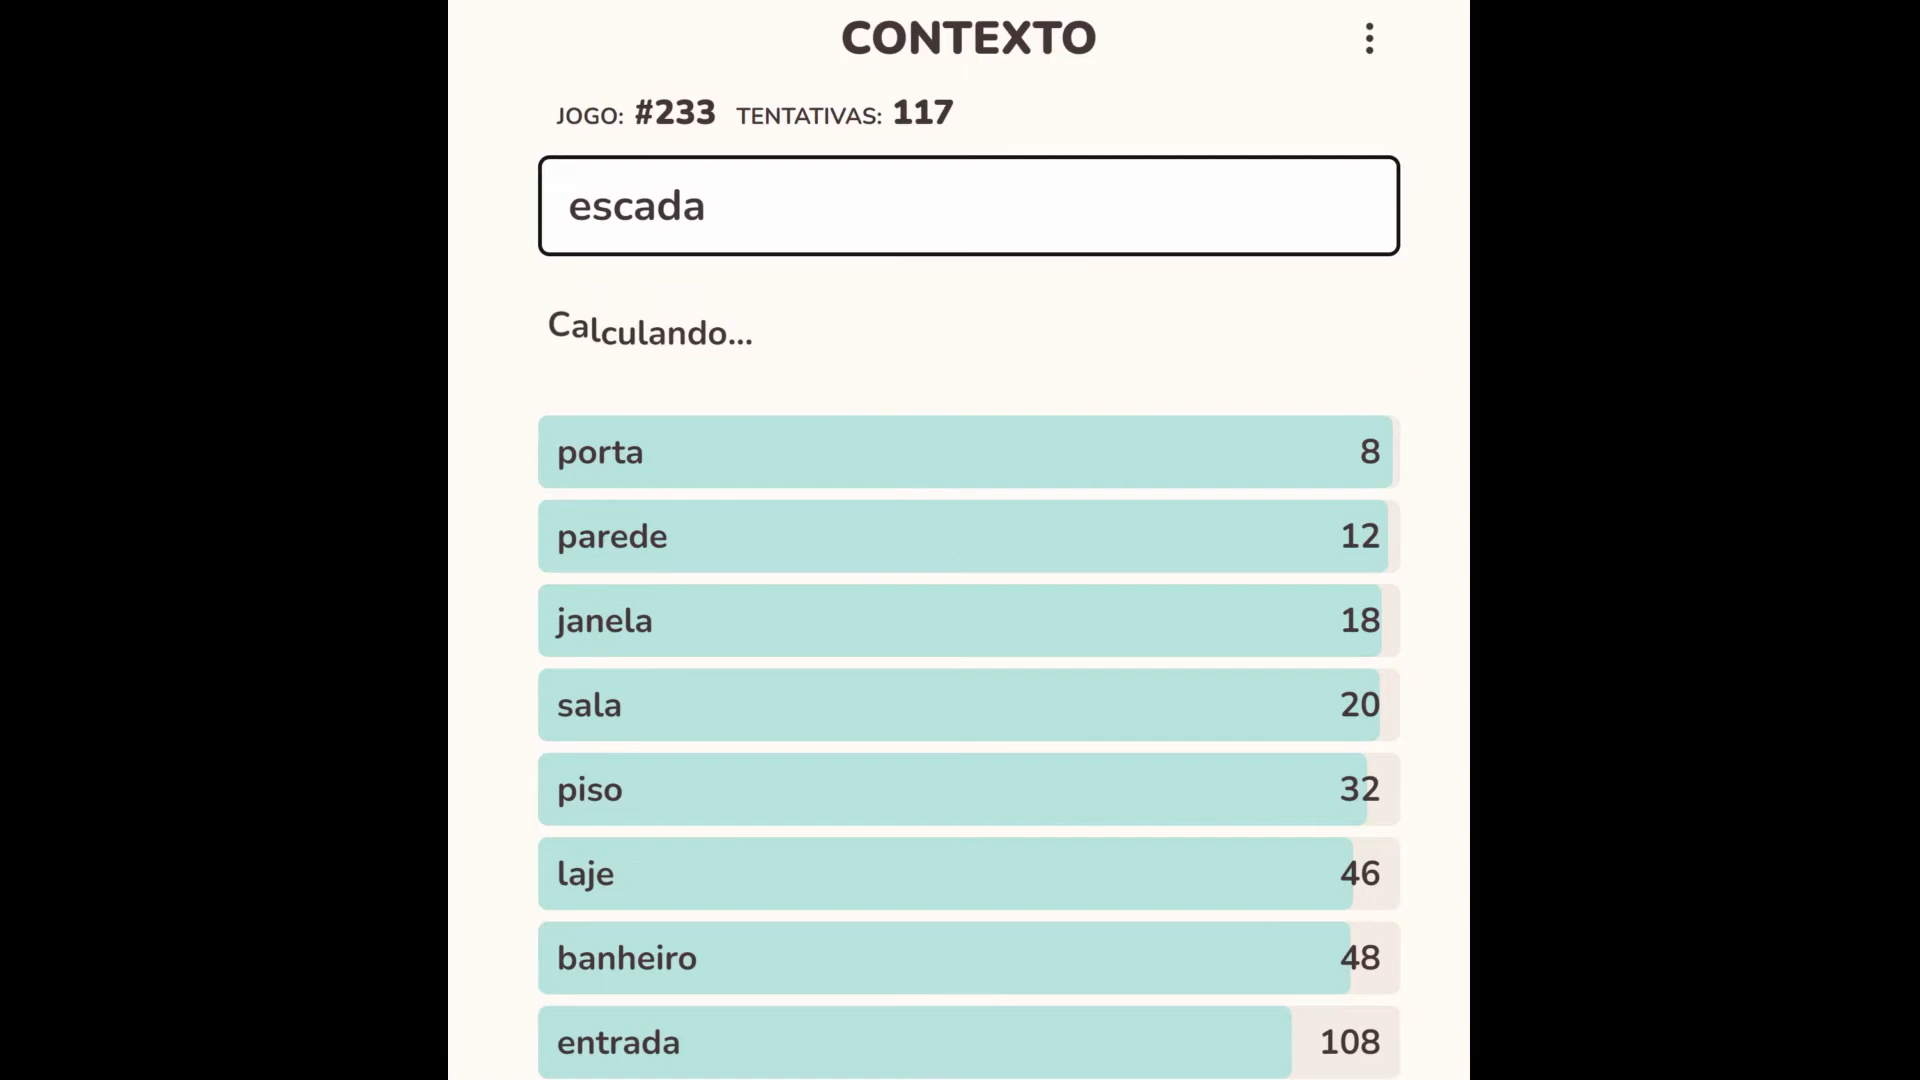 CONTEXTO
JOGO: #233 TENTATIVAS: 117
escada
Calculando...
porta 8
parede 12
janela 18
sala 20
piso 32
laje 46
banheiro 48
entrada 108